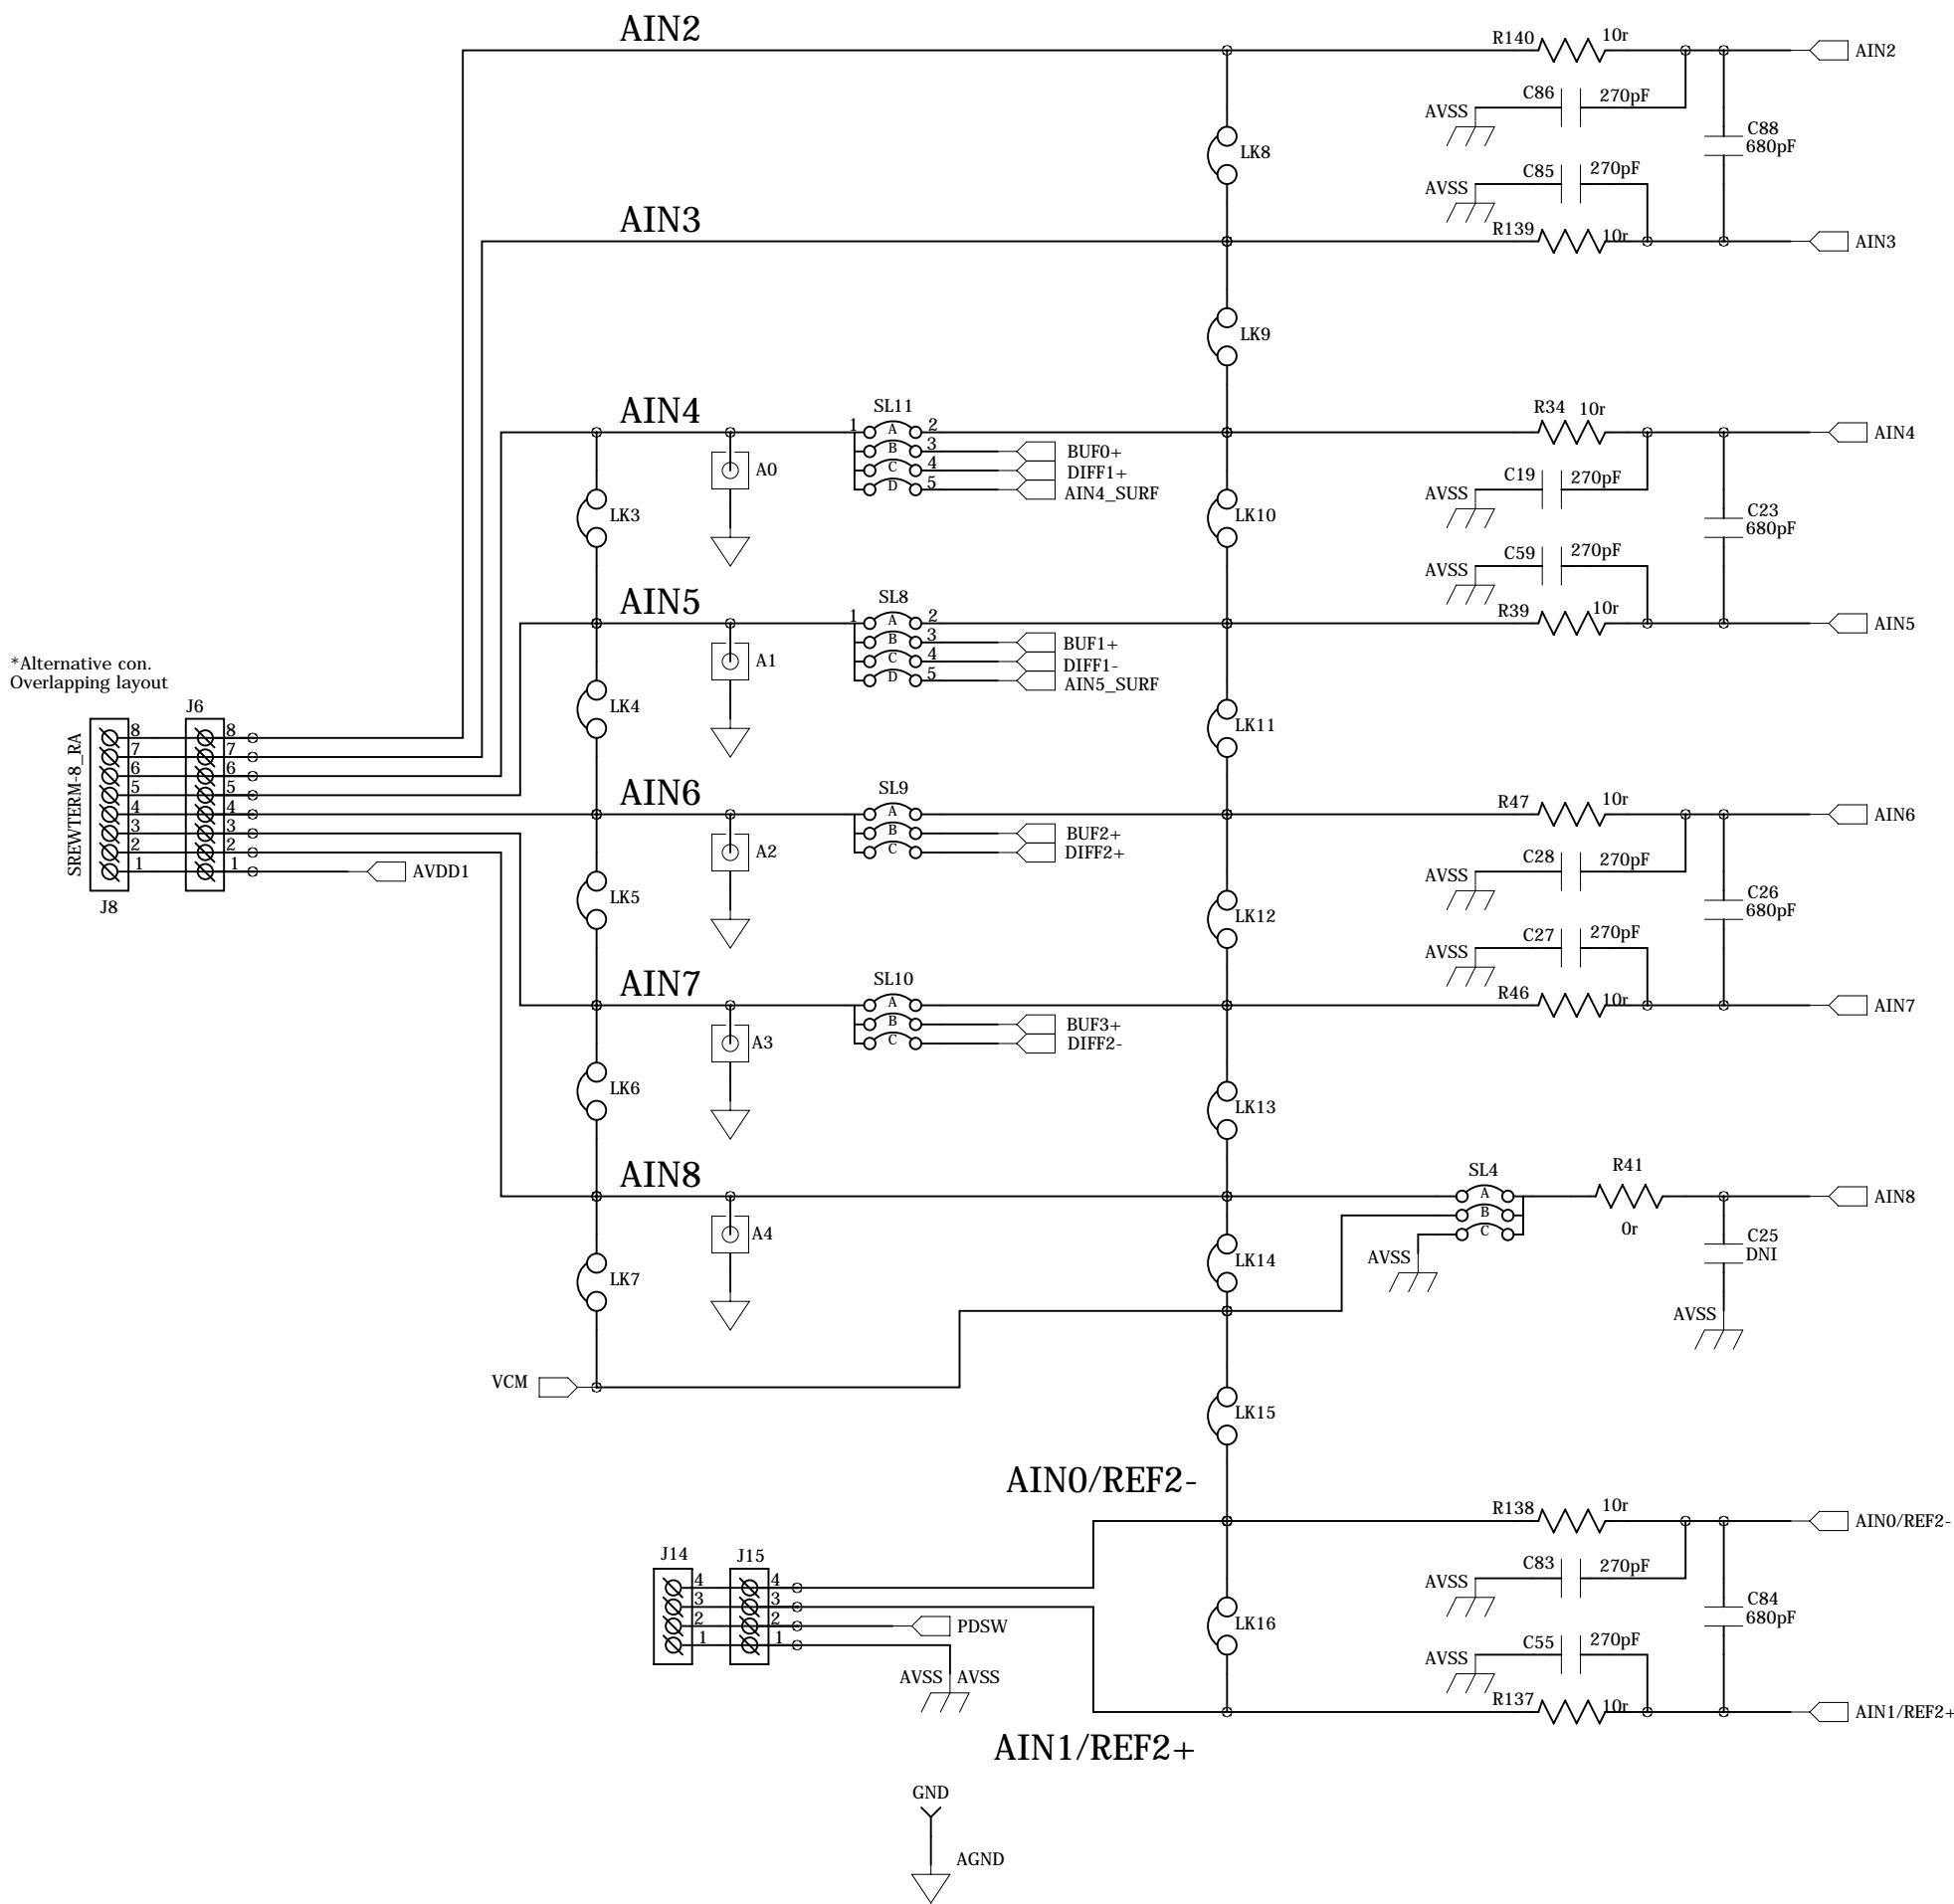 AIN2
R140 10r
AIN2
C86 270pF
AVSS
C88
680pF
LK8
C85 270pF
AVSS
AIN3
R139 10r
AIN3
LK9
AIN4
SL11
R34 10r
1 A 2
AIN4
B 3 BUF0+
A0
C 4 DIFF1+
C19 270pF
D 5 AIN4_SURF
AVSS
LK3
LK10
C23
680pF
C59 270pF
AVSS
AIN5
SL8
R39 10r
1 A 2
AIN5
B 3 BUF1+
*Alternative con.
Overlapping layout
A1
C 4 DIFF1-
D 5 AIN5_SURF
LK4
LK11
J6
SREWTERM-8_RA
8 8
7 7
6 6
5 5
4 4
3 3
2 2
1 1
AVDD1
J8
AIN6
SL9
R47 10r
A
AIN6
B BUF2+
A2
C DIFF2+
C28 270pF
AVSS
LK5
LK12
C26
680pF
C27 270pF
AVSS
AIN7
SL10
R46 10r
A
AIN7
B BUF3+
A3
C DIFF2-
LK6
LK13
AIN8
SL4
R41
A
AIN8
B
A4
C
0r
AVSS
C25
DNI
LK7
LK14
AVSS
VCM
LK15
AIN0/REF2-
R138 10r
AIN0/REF2-
J14 J15
C83 270pF
4 4
AVSS
3 3
C84
680pF
2 2 PDSW
LK16
1 1
C55 270pF
AVSS AVSS
AVSS
R137 10r
AIN1/REF2+
AIN1/REF2+
GND
AGND